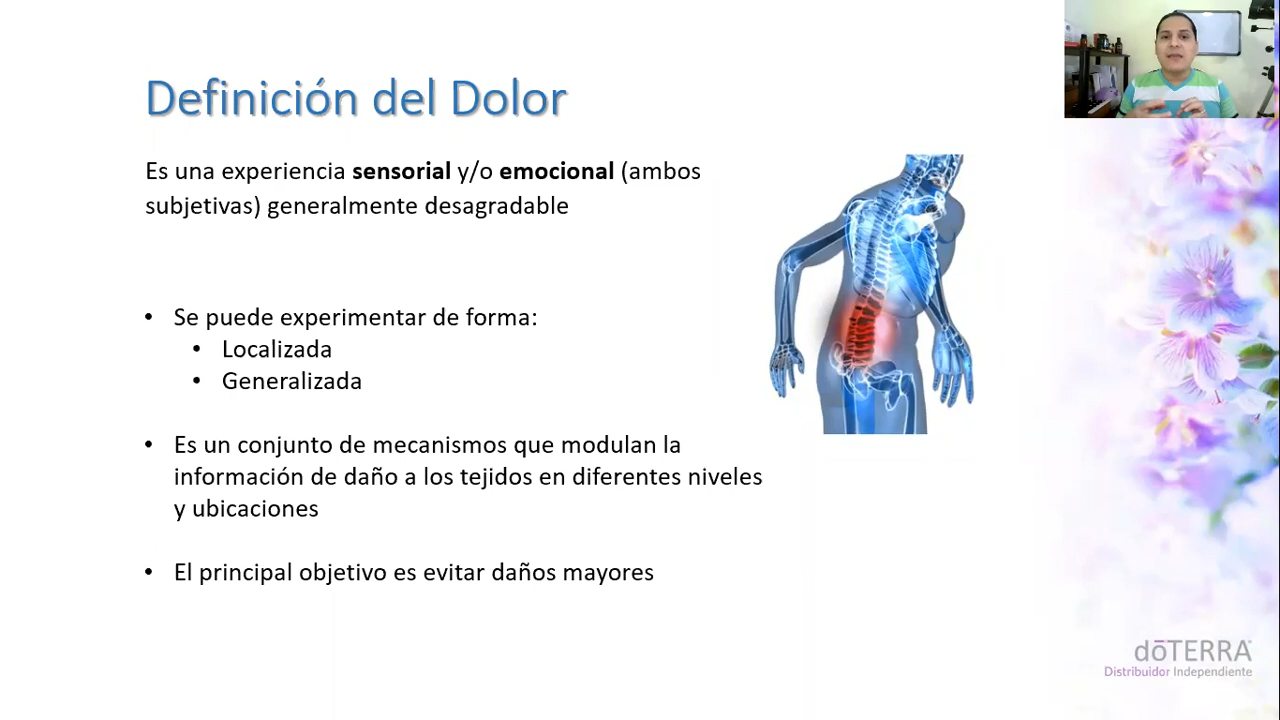 Definición del Dolor
Es una experiencia sensorial y/o emocional (ambos
subjetivas) generalmente desagradable
• Se puede experimentar de forma:
• Localizada
• Generalizada
• Es un conjunto de mecanismos que modulan la
información de daño a los tejidos en diferentes niveles
y ubicaciones
• El principal objetivo es evitar daños mayores
dōTERRA
Distribuidor Independiente